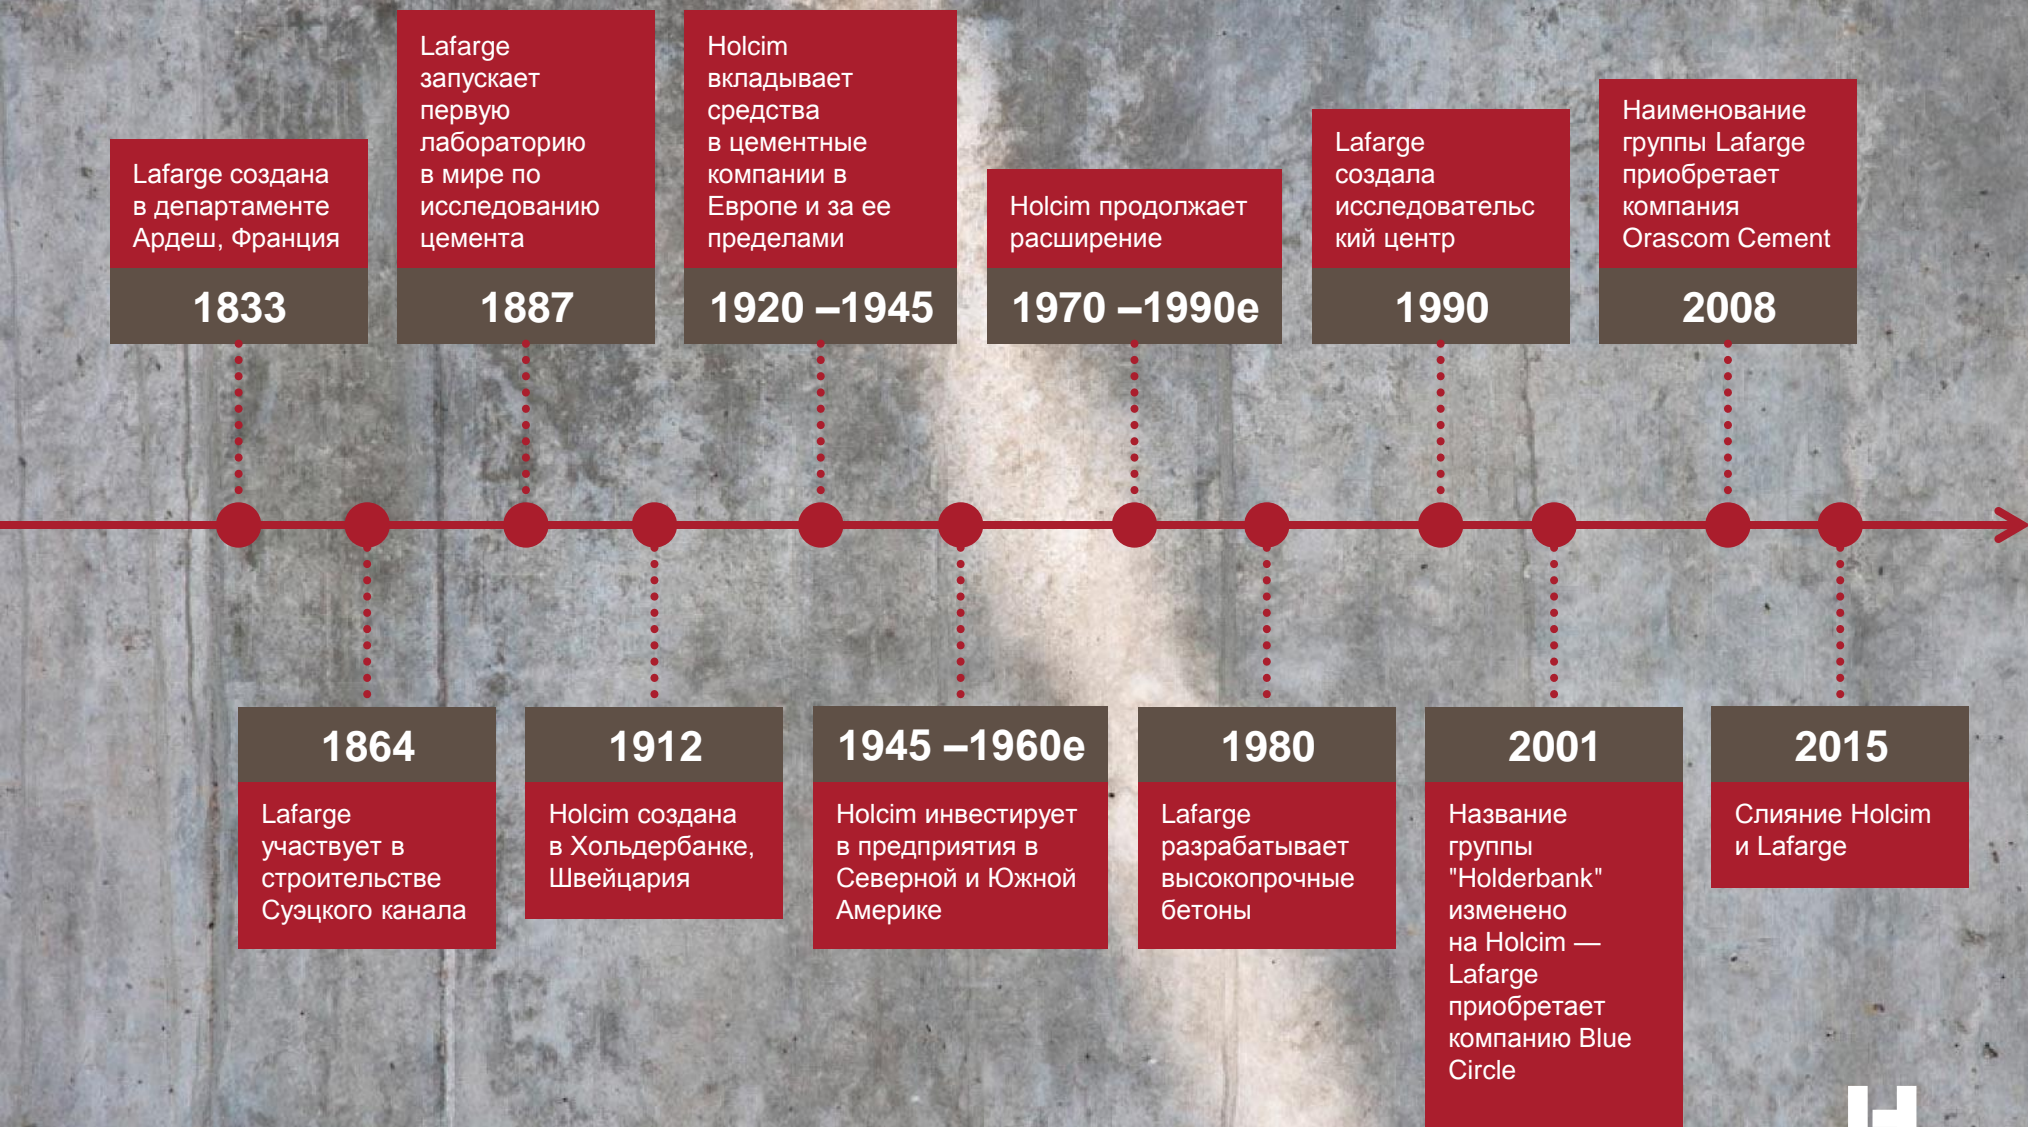 Lafarge создана
в департаменте
Ардеш, Франция
1833
Lafarge
запускает
первую
лабораторию
в мире по
исследованию
цемента
1887
Holcim
вкладывает
средства
в цементные
компании в
Европе и за ее
пределами
1920 –1945
Holcim продолжает
расширение
1970 –1990е
Lafarge
создала
исследовательс
кий центр
1990
Наименование
группы Lafarge
приобретает
компания
Orascom Cement
2008
1864
Lafarge
участвует в
строительстве
Суэцкого канала
1912
Holcim создана
в Хольдербанке,
Швейцария
1945 –1960е
Holcim инвестирует
в предприятия в
Северной и Южной
Америке
1980
Lafarge
разрабатывает
высокопрочные
бетоны
2001
Название
группы
"Holderbank"
изменено
на Holcim —
Lafarge
приобретает
компанию Blue
Circle
2015
Слияние Holcim
и Lafarge